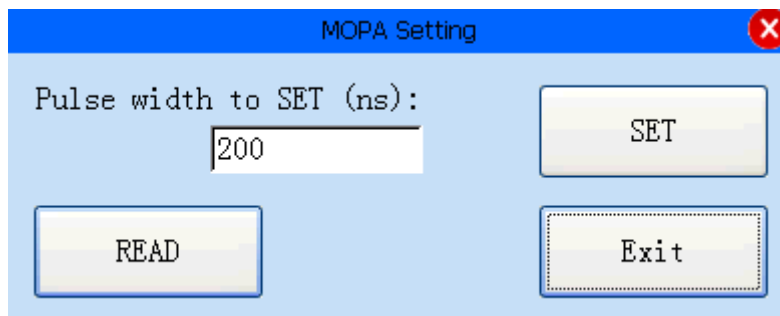 MOPA Setting
Pulse width to SET (ns):
200
SET
READ
Exit